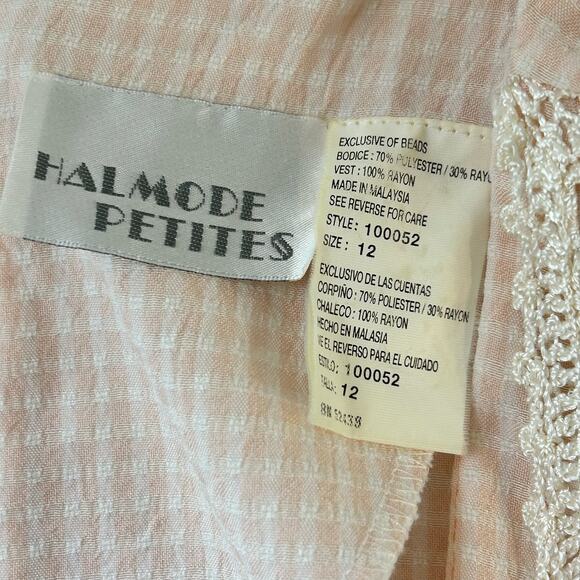 HALMODE
PETITES
EXCLUSIVE OF BEADS
BODICE: 70% POLYESTER / 30% RAYO
VEST: 100% RAYON
MADE IN MALAYSIA
SEE REVERSE FOR CARE
STYLE: 100052
SIZE: 12
EXCLUSIVO DE LAS CUENTAS
CORPIÑO: 70% POLIESTER / 30% RAYON
CHALECO: 100% RAYON
HECHO EN MALASIA
VE EL REVERSO PARA EL CUIDADO
ESTILO: 100052
TALLA: 12